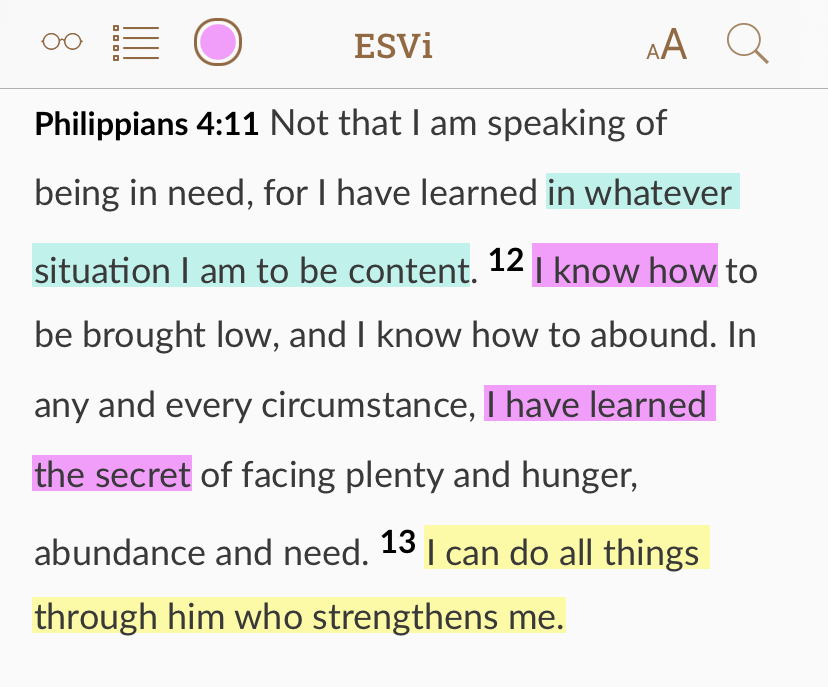 ESVi
AA
Philippians 4:11 Not that I am speaking of
being in need, for I have learned in whatever
situation I am to be content. 12 I know how to
be brought low, and I know how to abound. In
any and every circumstance, I have learned
the secret of facing plenty and hunger,
abundance and need. 13 I can do all things
through him who strengthens me.